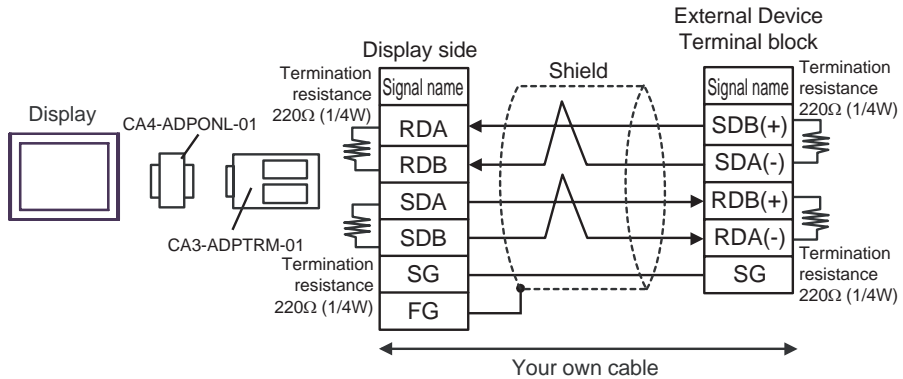 External Device
Terminal block
Display side
Termination
resistance
220Ω (1/4W)
Signal name
Shield
Signal name
Termination
resistance
220Ω (1/4W)
Display
CA4-ADPONL-01
CA3-ADPTRM-01
RDA
RDB
SDA
SDB
SG
FG
SDB(+)
SDA(-)
RDB(+)
RDA(-)
SG
Termination
resistance
220Ω (1/4W)
Termination
resistance
220Ω (1/4W)
Your own cable